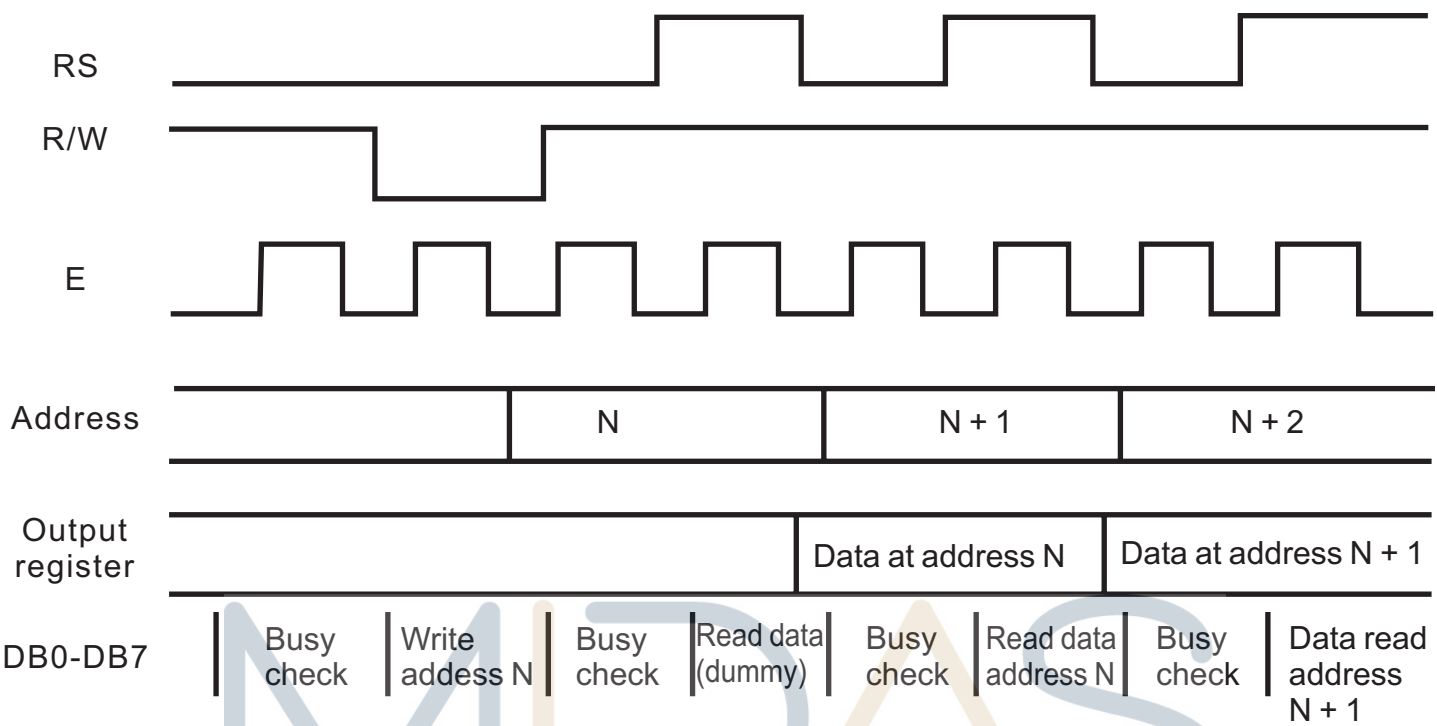 RS
R/W
E
Address
N
N + 1
N + 2
Output
register
Data at address N
Data at address N + 1
DB0-DB7
Busy
check
Write
addess N
Busy
check
Read data
(dummy)
Busy
check
Read data
address N
Busy
check
Data read
address
N + 1
MIDAS